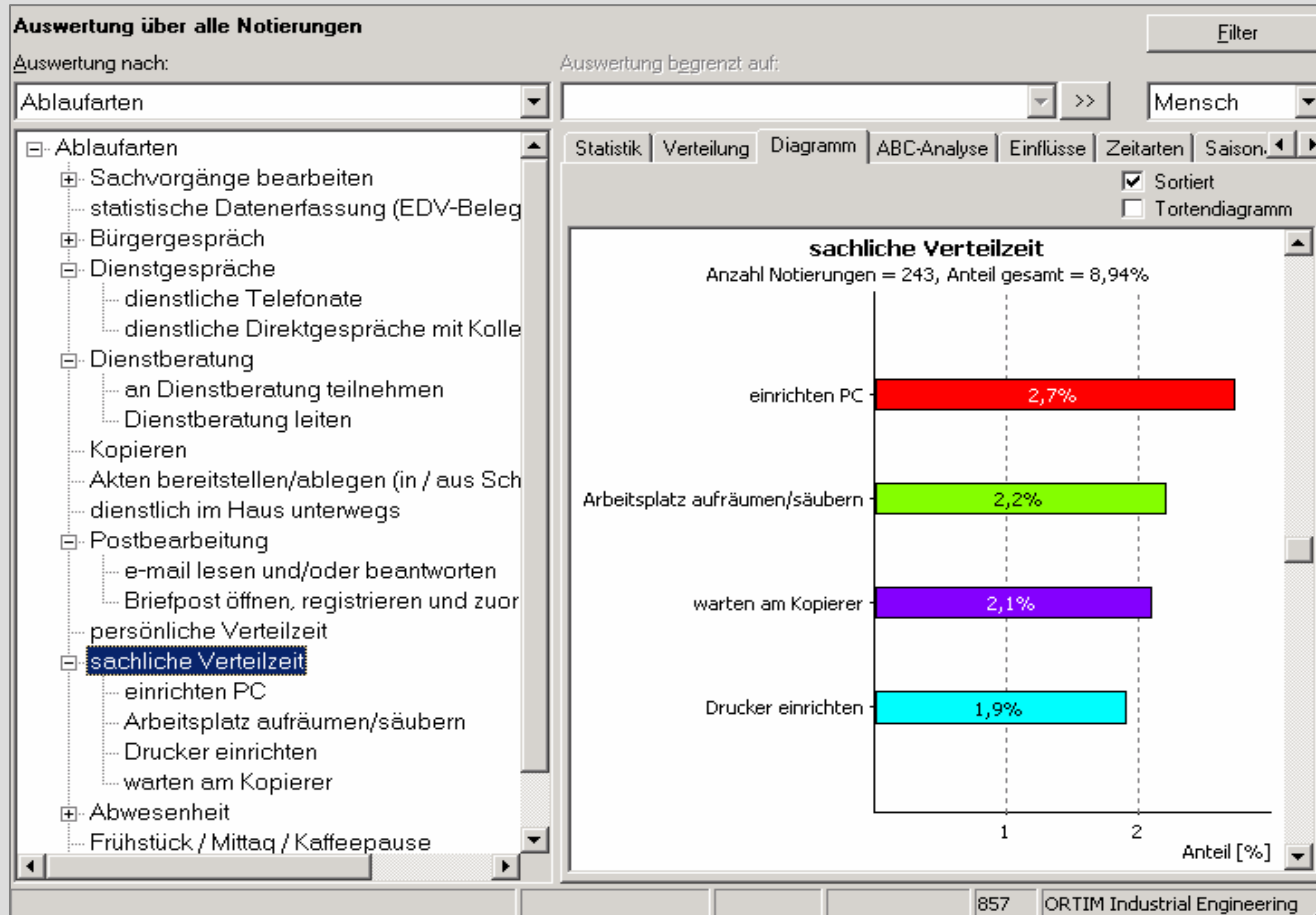 Auswertung über alle Notierungen
Filter
Auswertung nach:
Auswertung begrenzt auf:
Ablaufarten
>>
Mensch
Ablaufarten
Sachvorgänge bearbeiten
statistische Datenerfassung (EDV-Beleg
Bürgergespräch
Dienstgespräche
dienstliche Telefonate
dienstliche Direktgespräche mit Kolle
Dienstberatung
an Dienstberatung teilnehmen
Dienstberatung leiten
Kopieren
Akten bereitstellen/ablegen (in / aus Sch
dienstlich im Haus unterwegs
Postbearbeitung
e-mail lesen und/oder beantworten
Briefpost öffnen, registrieren und zuor
persönliche Verteilzeit
sachliche Verteilzeit
einrichten PC
Arbeitsplatz aufräumen/säubern
Drucker einrichten
warten am Kopierer
Abwesenheit
Frühstück / Mittag / Kaffeepause
Statistik Verteilung Diagramm ABC-Analyse Einflüsse Zeitarten Saison.
Sortiert
Tortendiagramm
sachliche Verteilzeit
Anzahl Notierungen = 243, Anteil gesamt = 8,94%
einrichten PC 2,7%
Arbeitsplatz aufräumen/säubern 2,2%
warten am Kopierer 2,1%
Drucker einrichten 1,9%
1 2
Anteil [%]
857 ORTIM Industrial Engineering